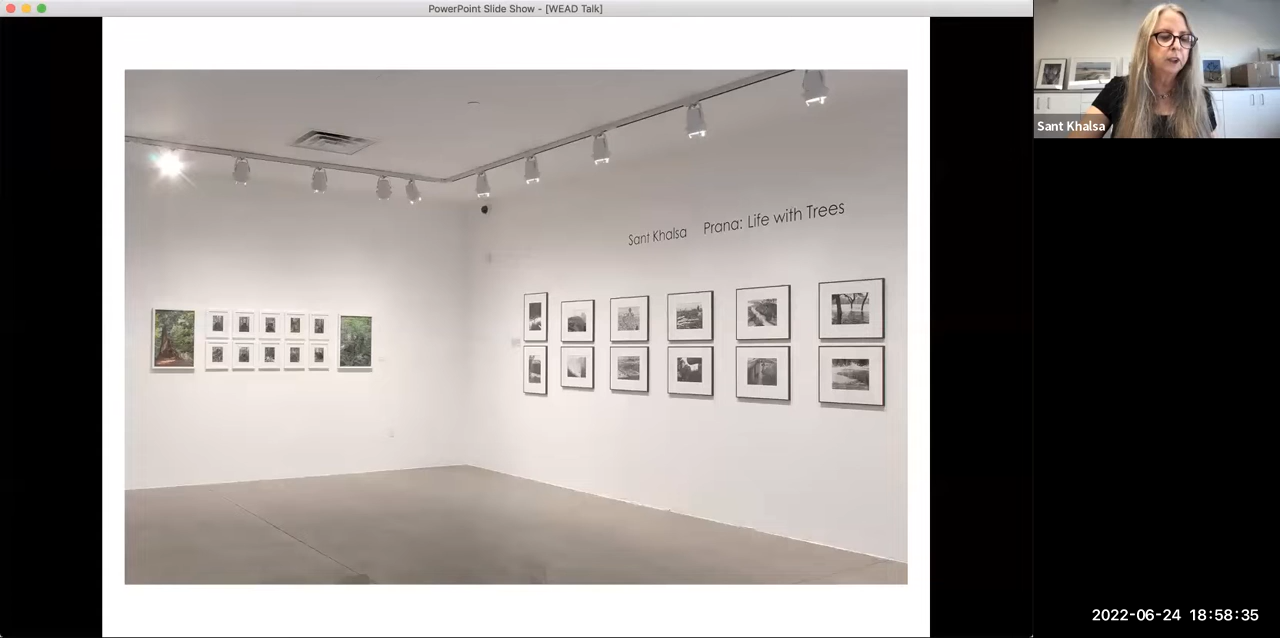 PowerPoint Slide Show - [WEAD Talk]
Sant Khalsa
Sant Khalsa Prana: Life with Trees
2022-06-24 18:58:35